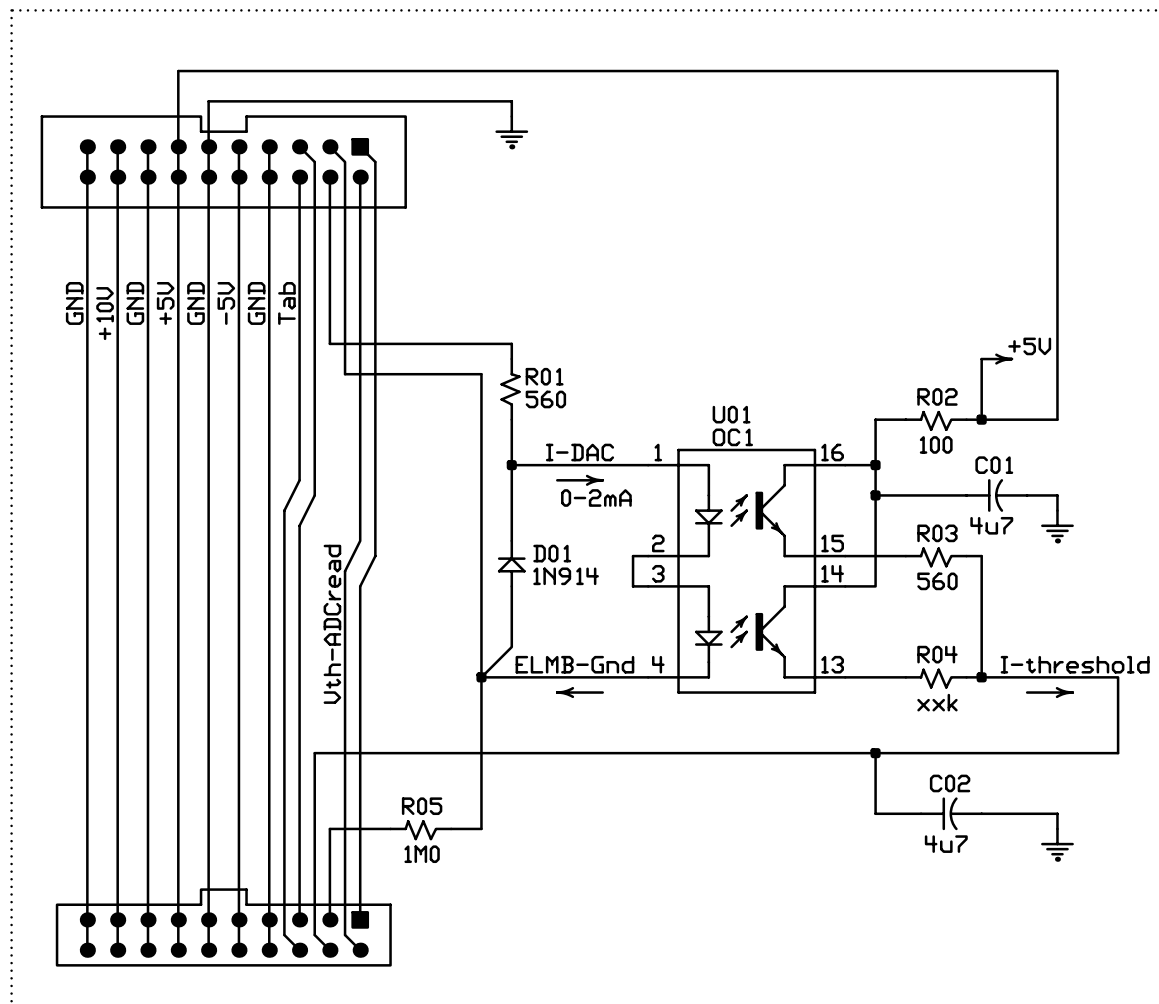 GND
+10V
GND
+5V
GND
-5V
GND
Tab
Vth-ADCread
R01
560
I-DAC
0-2mA
D01
1N914
ELMB-Gnd
U01
OC1
1
2
3
4
16
15
14
13
+5V
R02
100
C01
4u7
R03
560
R04
xxk
I-threshold
C02
4u7
R05
1M0